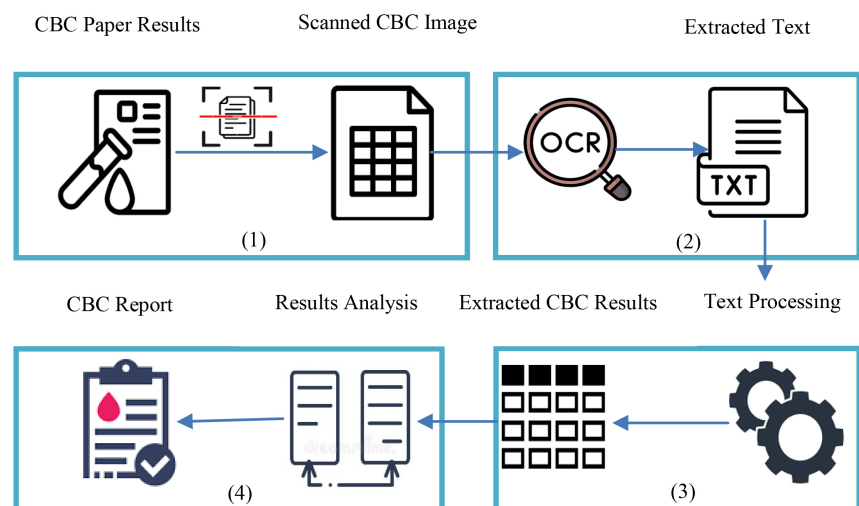 CBC Paper Results
Scanned CBC Image
Extracted Text
OCR
TXT
(1)
(2)
CBC Report
Results Analysis
Extracted CBC Results
Text Processing
dreamstime.
(4)
(3)